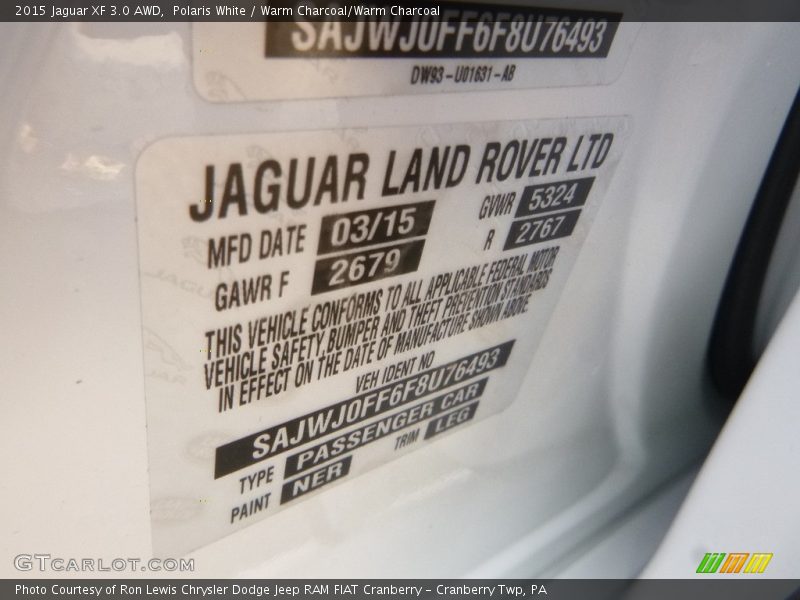 2015 Jaguar XF 3.0 AWD, Polaris White / Warm Charcoal/Warm Charcoal
SAJWJ0FF6F8U76493
DW93-U01631-AB
JAGUAR LAND ROVER LTD
MFD DATE 03/15 GVWR 5324
GAWR F 2679 R 2767
THIS VEHICLE CONFORMS TO ALL APPLICABLE FEDERAL MOTOR
VEHICLE SAFETY, BUMPER AND THEFT PREVENTION STANDARDS
IN EFFECT ON THE DATE OF MANUFACTURE SHOWN ABOVE
VEH IDENT NO
SAJWJ0FF6F8U76493
TYPE PASSENGER CAR
PAINT NER TRIM LEG
GTCARLOT.COM
Photo Courtesy of Ron Lewis Chrysler Dodge Jeep RAM FIAT Cranberry - Cranberry Twp, PA